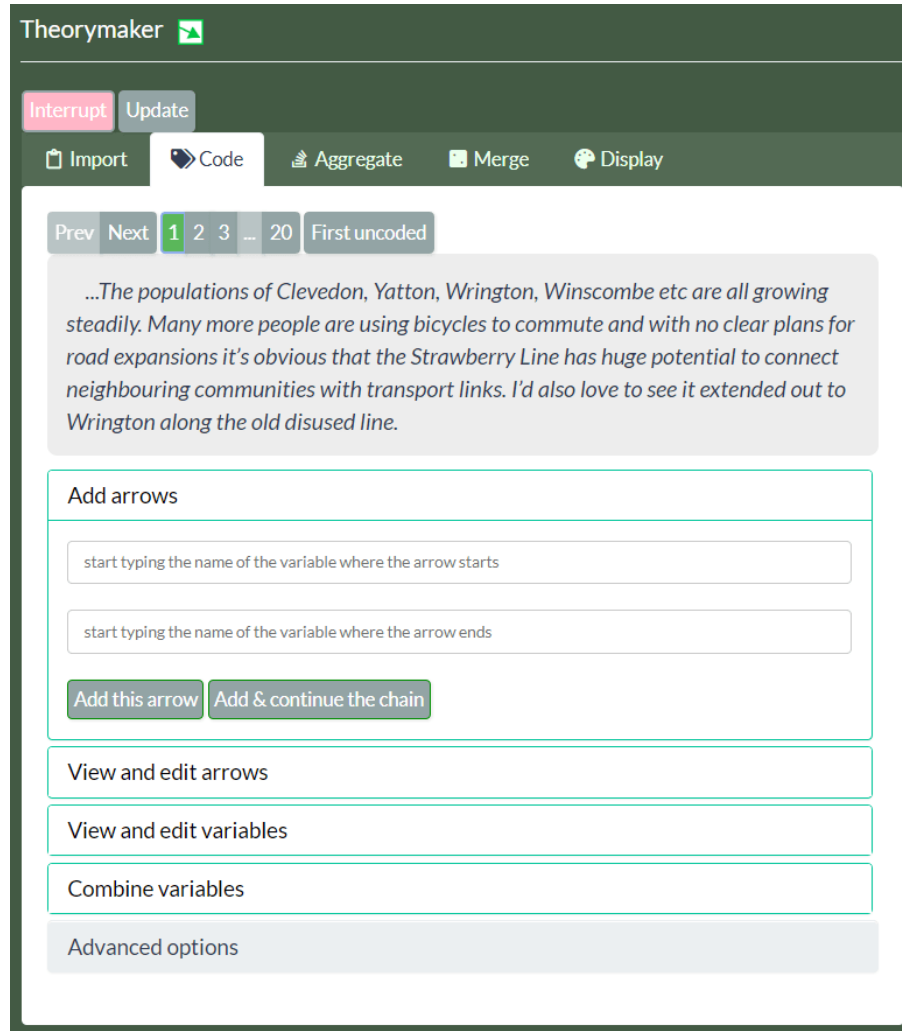 Theorymaker
Interrupt Update
Import Code Aggregate Merge Display
Prev Next 1 2 3 ... 20 First uncoded
...The populations of Clevedon, Yatton, Wrington, Winscombe etc are all growing
steadily. Many more people are using bicycles to commute and with no clear plans for
road expansions it's obvious that the Strawberry Line has huge potential to connect
neighbouring communities with transport links. I'd also love to see it extended out to
Wrington along the old disused line.
Add arrows
start typing the name of the variable where the arrow starts
start typing the name of the variable where the arrow ends
Add this arrow Add & continue the chain
View and edit arrows
View and edit variables
Combine variables
Advanced options